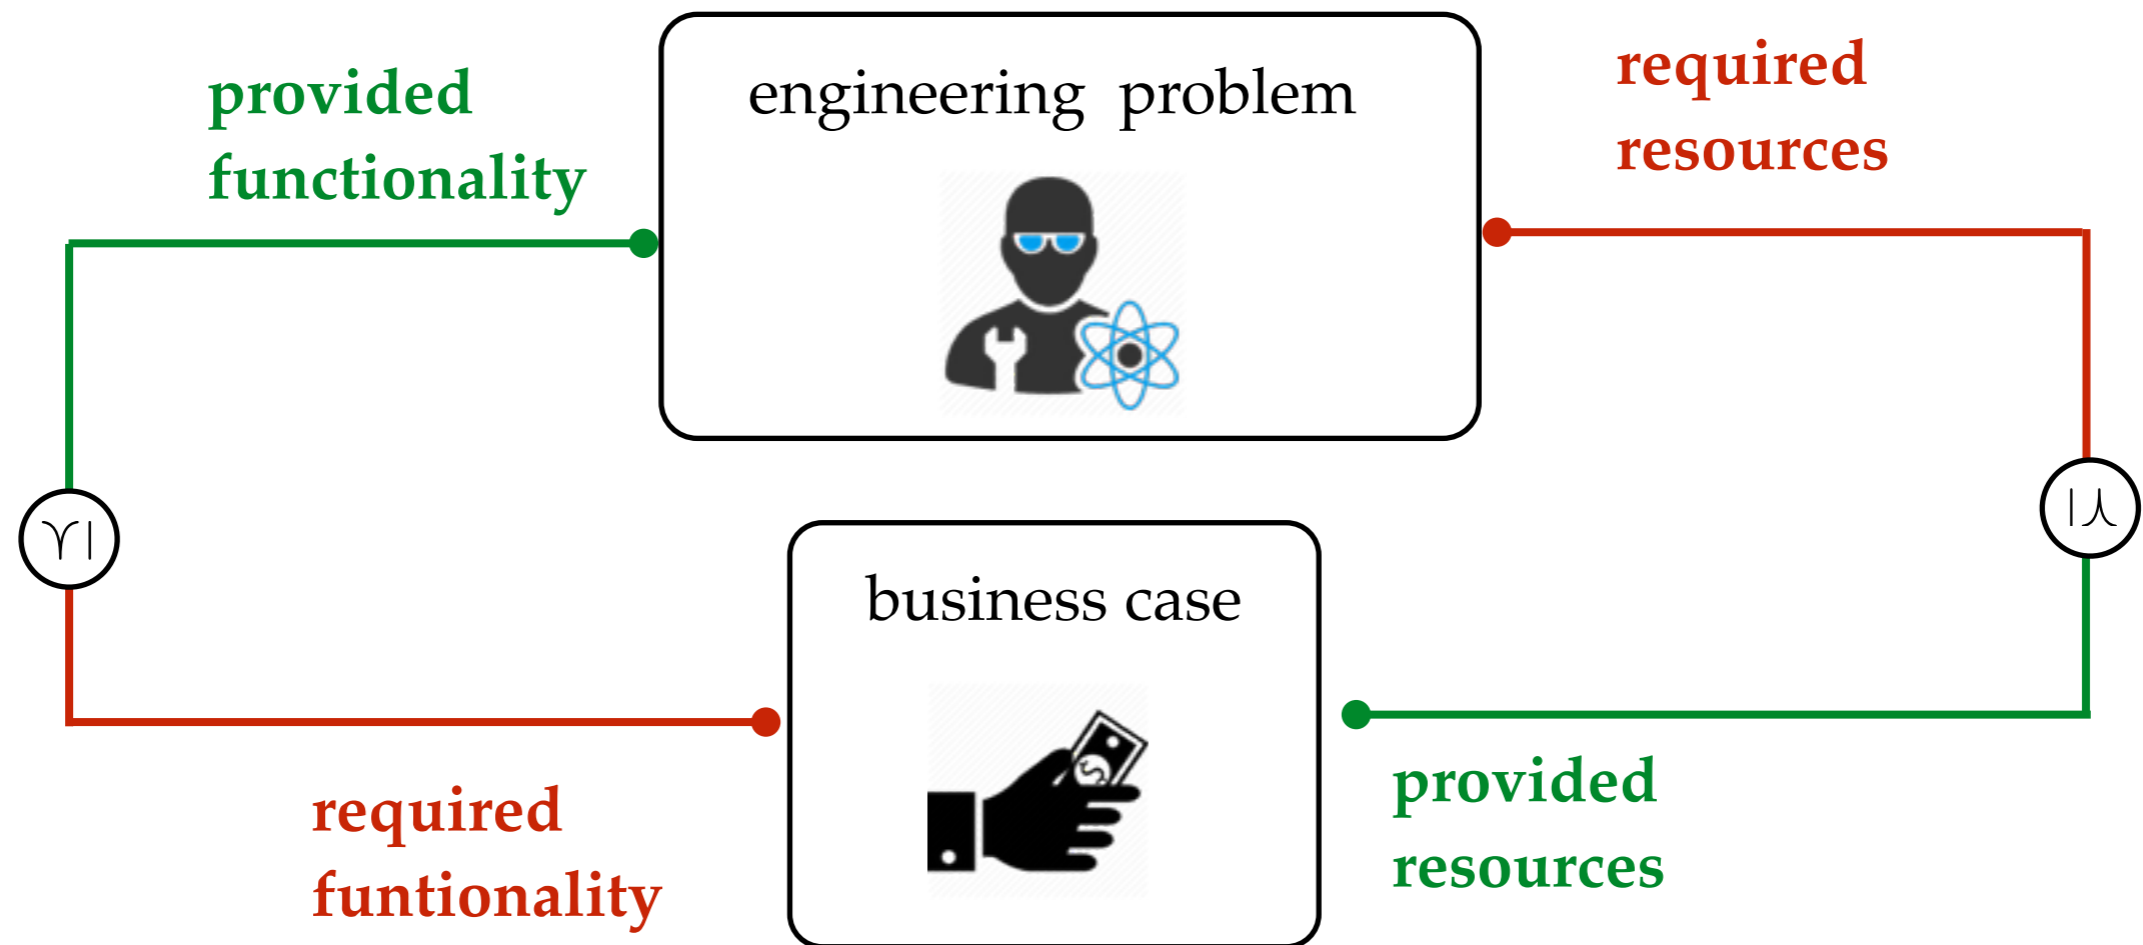 provided
functionality
engineering problem
required
resources
business case
required
funtionality
provided
resources